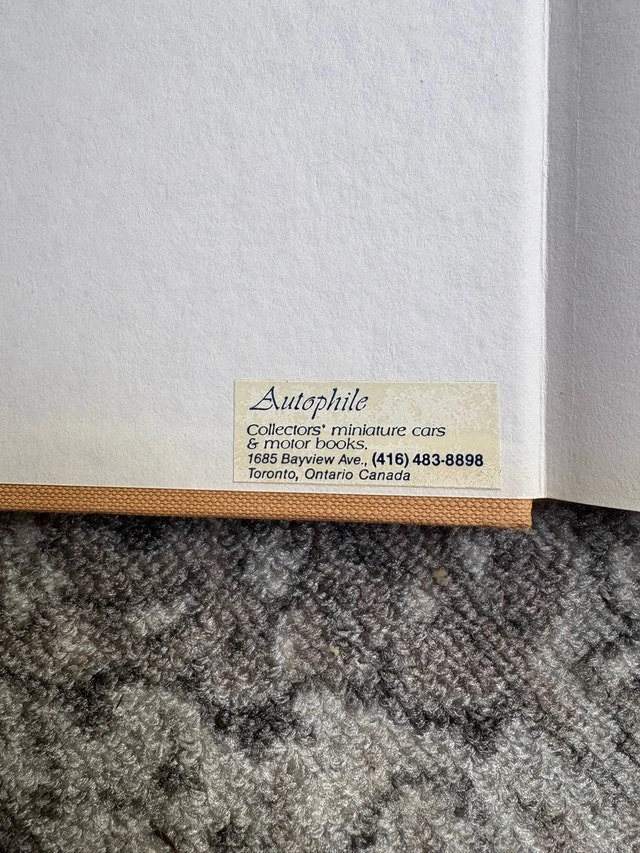 Autophile
Collectors' miniature cars
& motor books.
1685 Bayview Ave., (416) 483-8898
Toronto, Ontario Canada